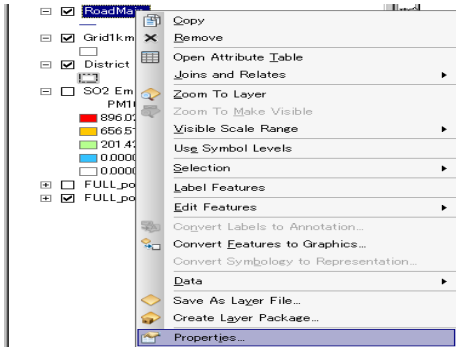 RoadMa
Grid1km
District
SO2 Em
PM1
896.0
656.5
201.4
0.000
0.000
FULL_po
FULL_po
Copy
Remove
Open Attribute Table
Joins and Relates
Zoom To Layer
Zoom To Make Visible
Visible Scale Range
Use Symbol Levels
Selection
Label Features
Edit Features
Convert Labels to Annotation...
Convert Features to Graphics...
Convert Symbology to Representation...
Data
Save As Layer File...
Create Layer Package...
Properties...